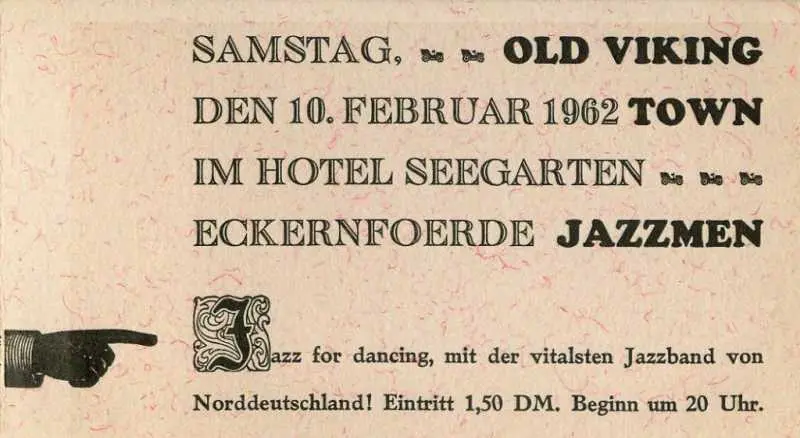 SAMSTAG, OLD VIKING
DEN 10. FEBRUAR 1962 TOWN
IM HOTEL SEEGARTEN
ECKERNFOERDE JAZZMEN
Jazz for dancing, mit der vitalsten Jazzband von
Norddeutschland! Eintritt 1,50 DM. Beginn um 20 Uhr.